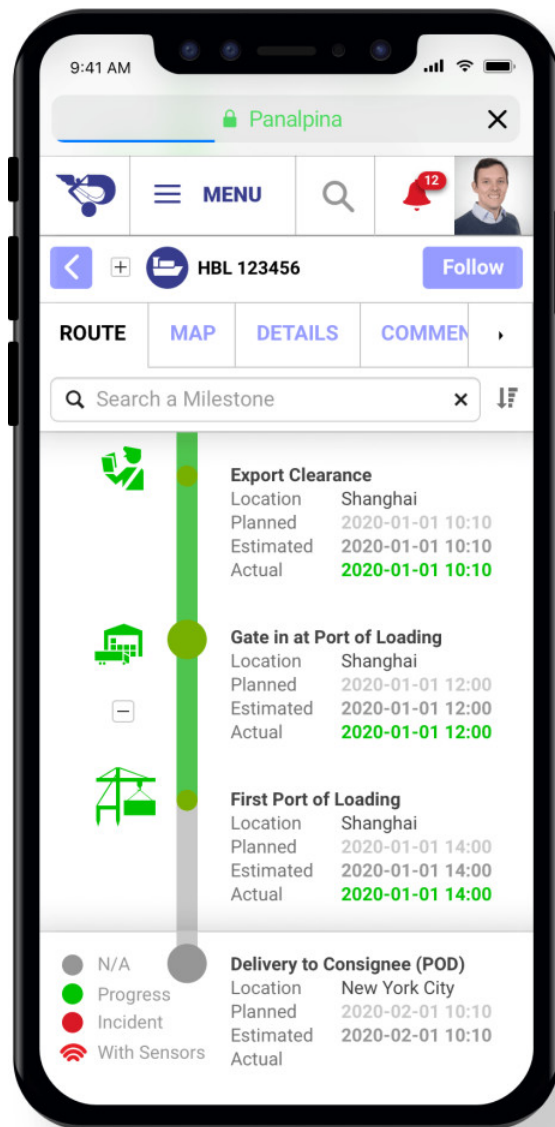 9:41 AM
Panalpina
MENU
12
HBL 123456
Follow
ROUTE MAP DETAILS COMMEN
Search a Milestone
Export Clearance
Location Shanghai
Planned 2020-01-01 10:10
Estimated 2020-01-01 10:10
Actual 2020-01-01 10:10
Gate in at Port of Loading
Location Shanghai
Planned 2020-01-01 12:00
Estimated 2020-01-01 12:00
Actual 2020-01-01 12:00
First Port of Loading
Location Shanghai
Planned 2020-01-01 14:00
Estimated 2020-01-01 14:00
Actual 2020-01-01 14:00
N/A
Progress
Incident
With Sensors
Delivery to Consignee (POD)
Location New York City
Planned 2020-02-01 10:10
Estimated 2020-02-01 10:10
Actual